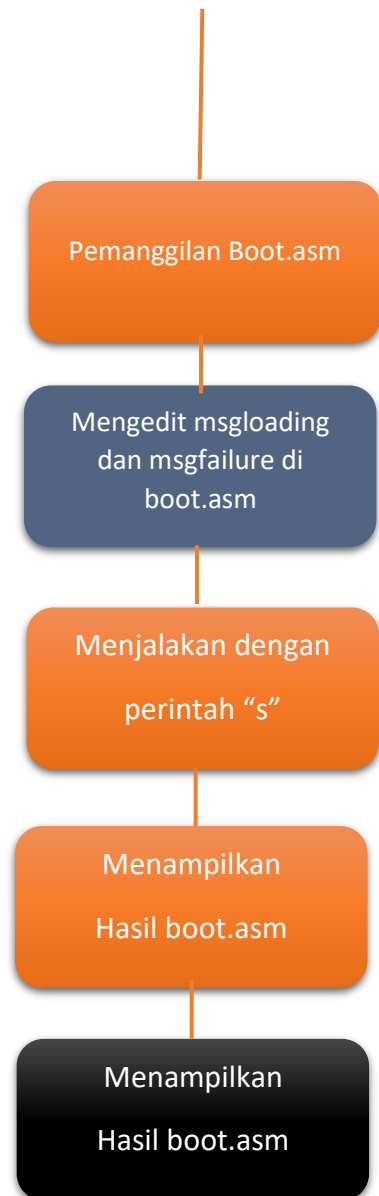 Pemanggilan Boot.asm
Mengedit msgloading
dan msgfailure di
boot.asm
Menjalakan dengan
perintah “s”
Menampilkan
Hasil boot.asm
Menampilkan
Hasil boot.asm